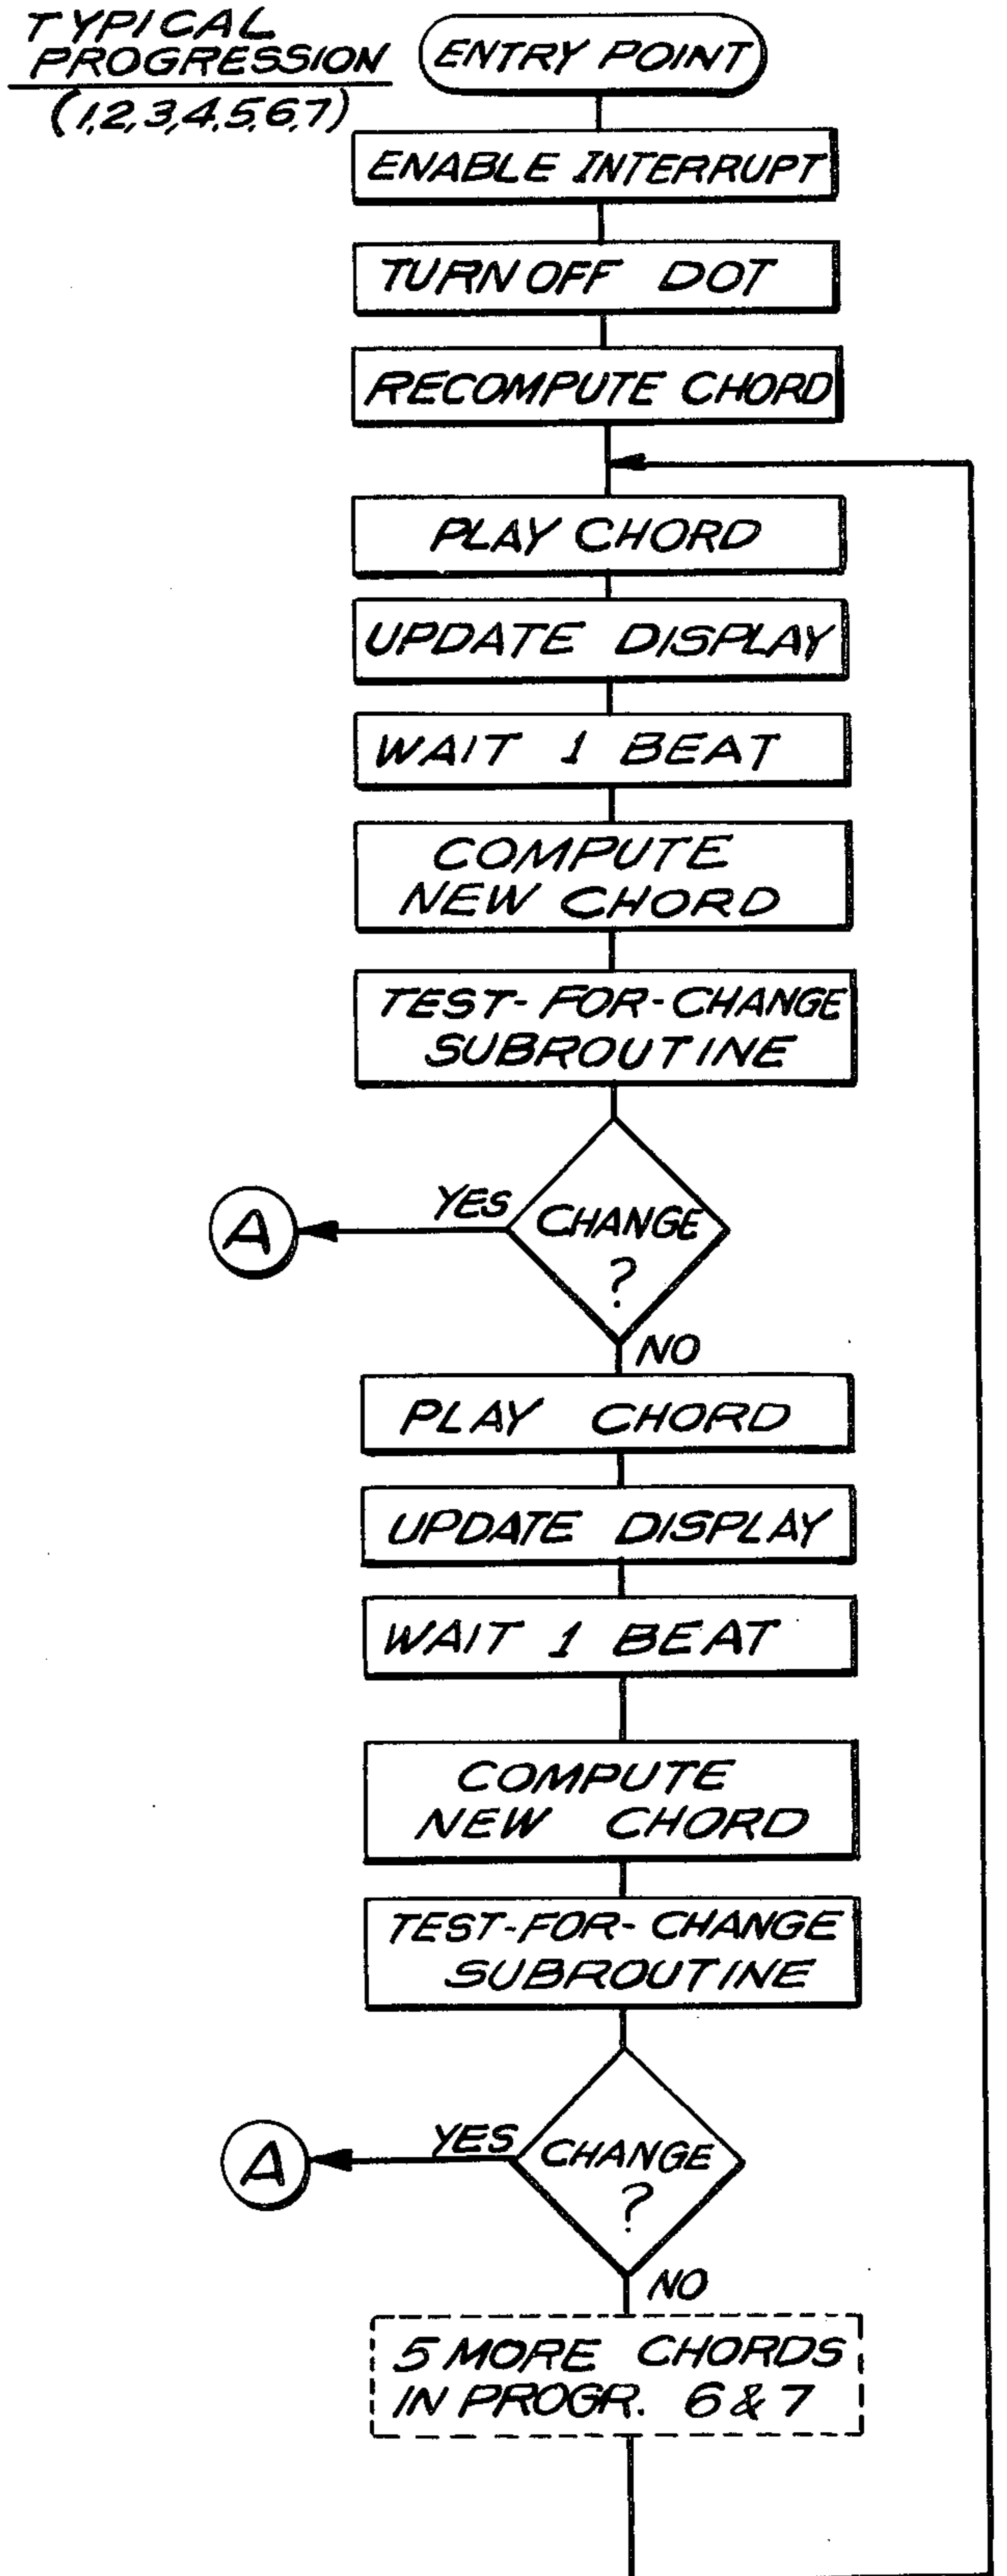 TYPICAL
PROGRESSION
(1,2,3,4,5,6,7)
ENTRY POINT
ENABLE INTERRUPT
TURN OFF DOT
RECOMPUTE CHORD
PLAY CHORD
UPDATE DISPLAY
WAIT 1 BEAT
COMPUTE
NEW CHORD
TEST-FOR-CHANGE
SUBROUTINE
YES
A
CHANGE
?
NO
PLAY CHORD
UPDATE DISPLAY
WAIT 1 BEAT
COMPUTE
NEW CHORD
TEST-FOR-CHANGE
SUBROUTINE
YES
A
CHANGE
?
NO
5 MORE CHORDS
IN PROGR. 6 & 7